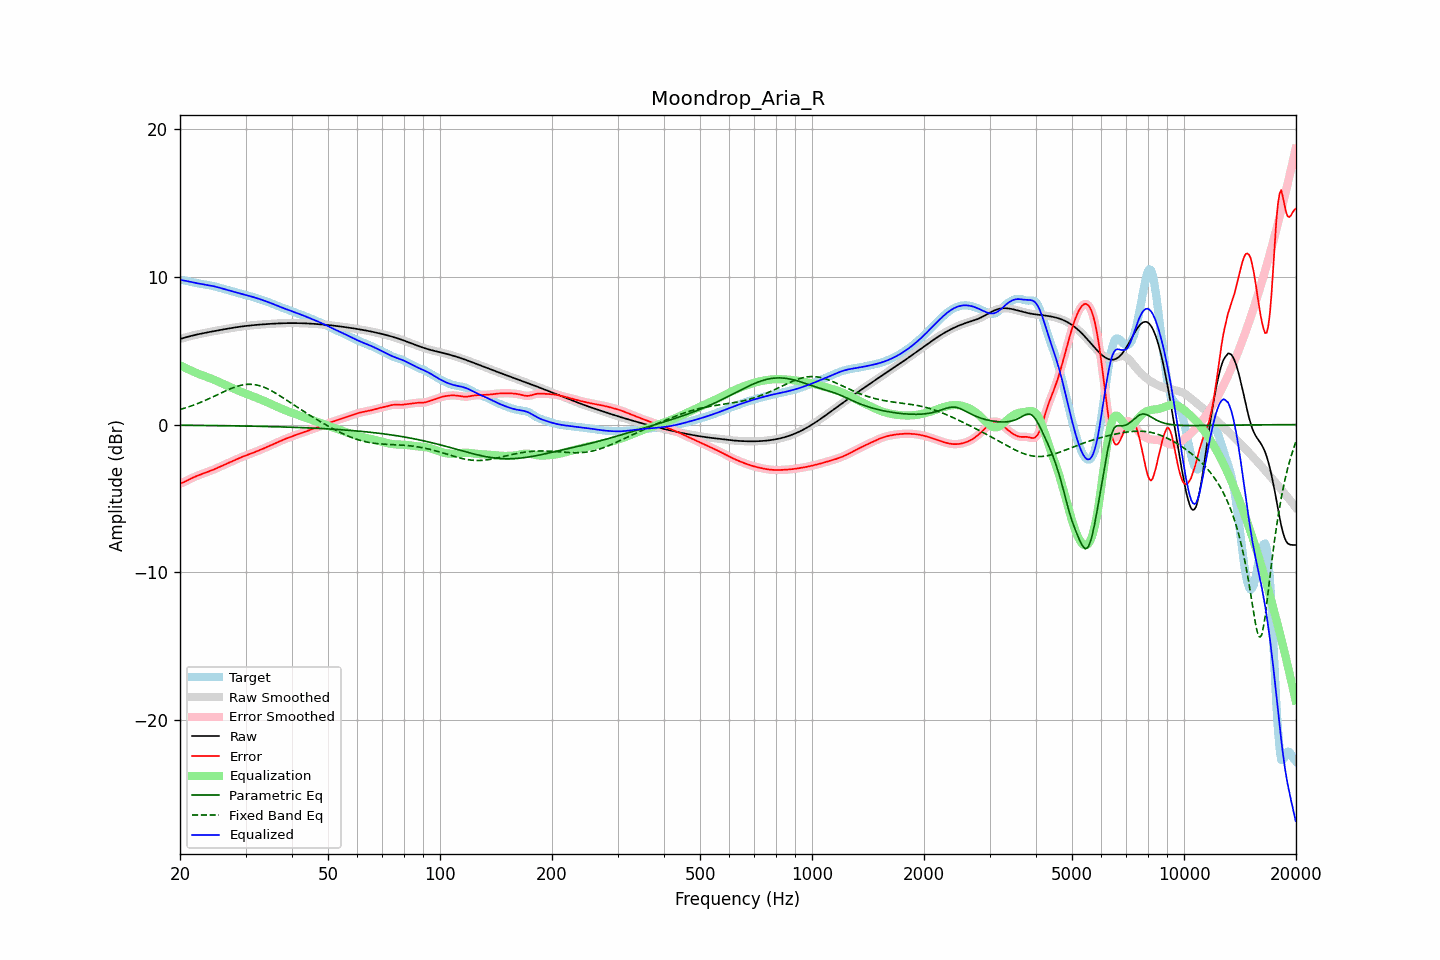 Moondrop_Aria_R
20
10
0
−10
−20
Amplitude (dBr)
Target
Raw Smoothed
Error Smoothed
Raw
Error
Equalization
Parametric Eq
Fixed Band Eq
Equalized
20 50 100 200 500 1000 2000 5000 10000 20000
Frequency (Hz)